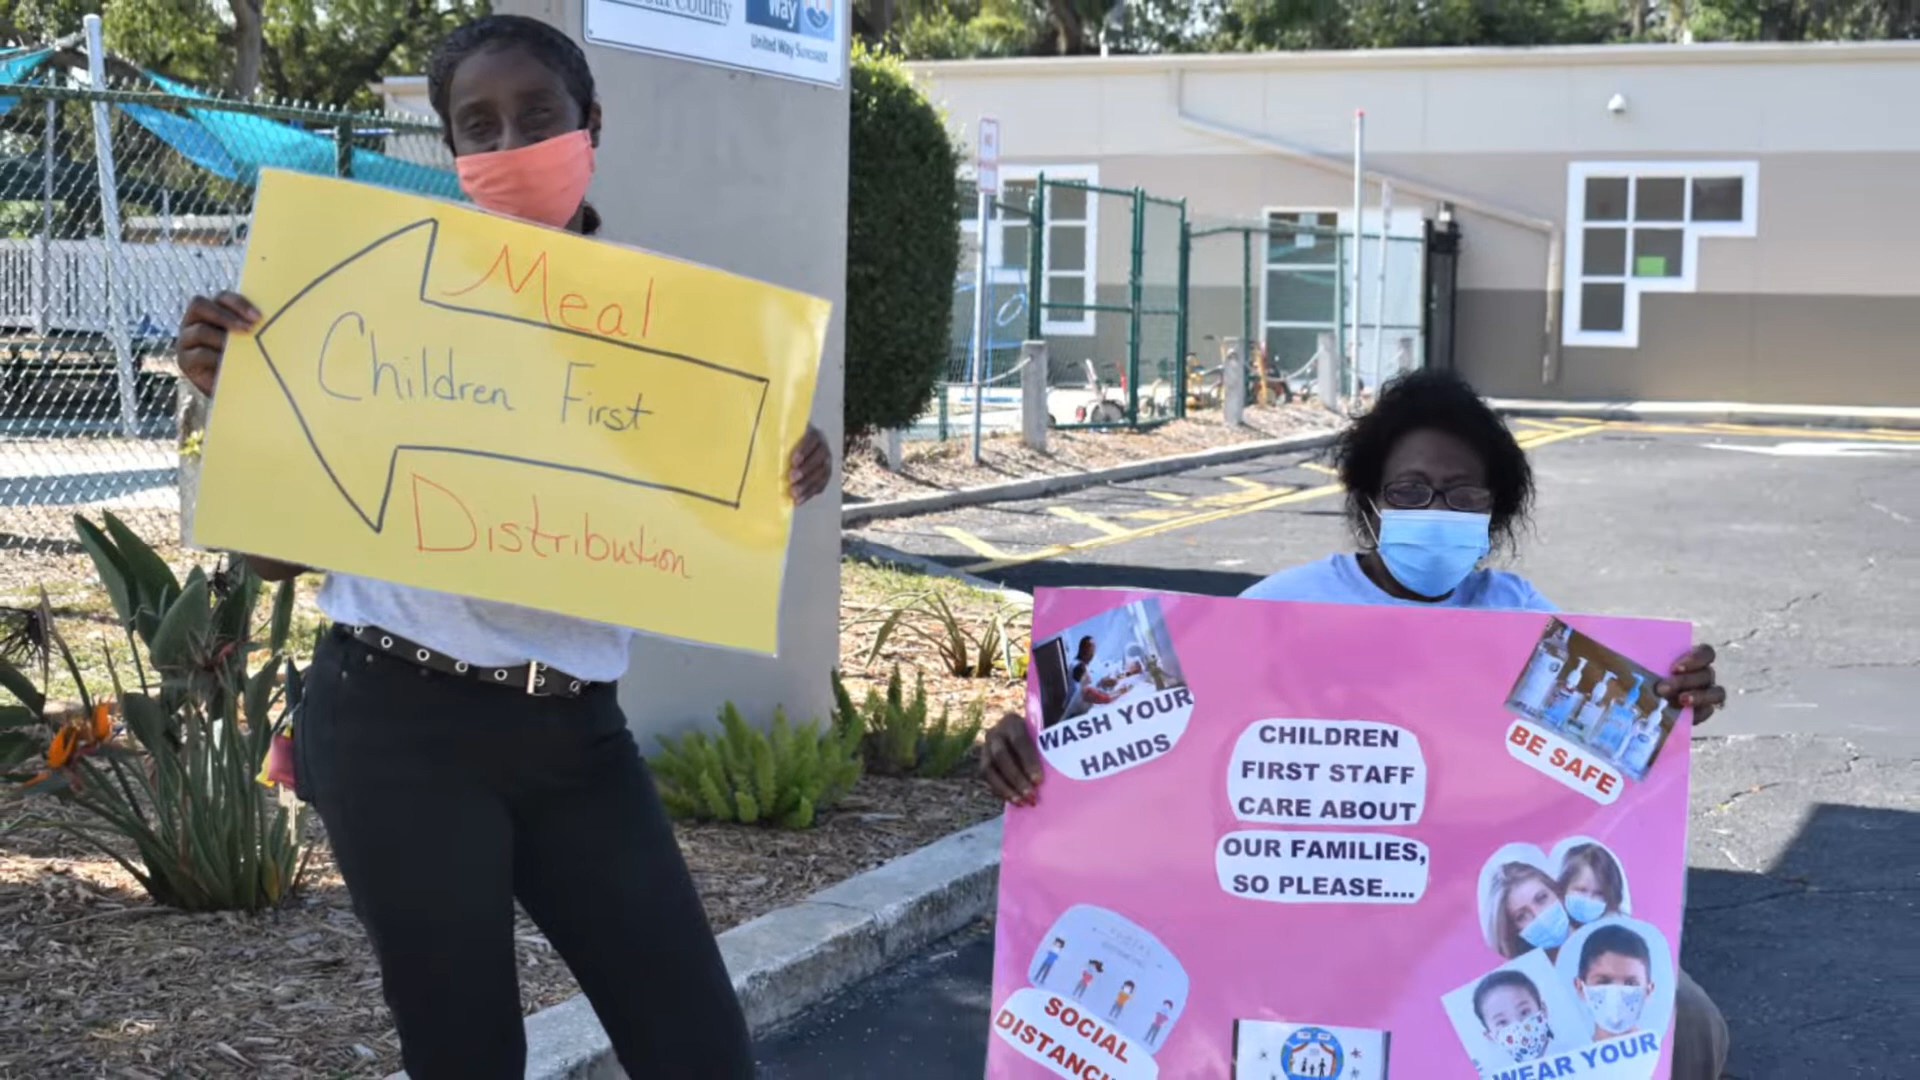 County
Way
United Way Suncoast
Meal
Children First
Distribution
WASH YOUR
HANDS
CHILDREN
FIRST STAFF
CARE ABOUT
OUR FAMILIES,
SO PLEASE....
BE SAFE
SOCIAL
WEAR YOUR